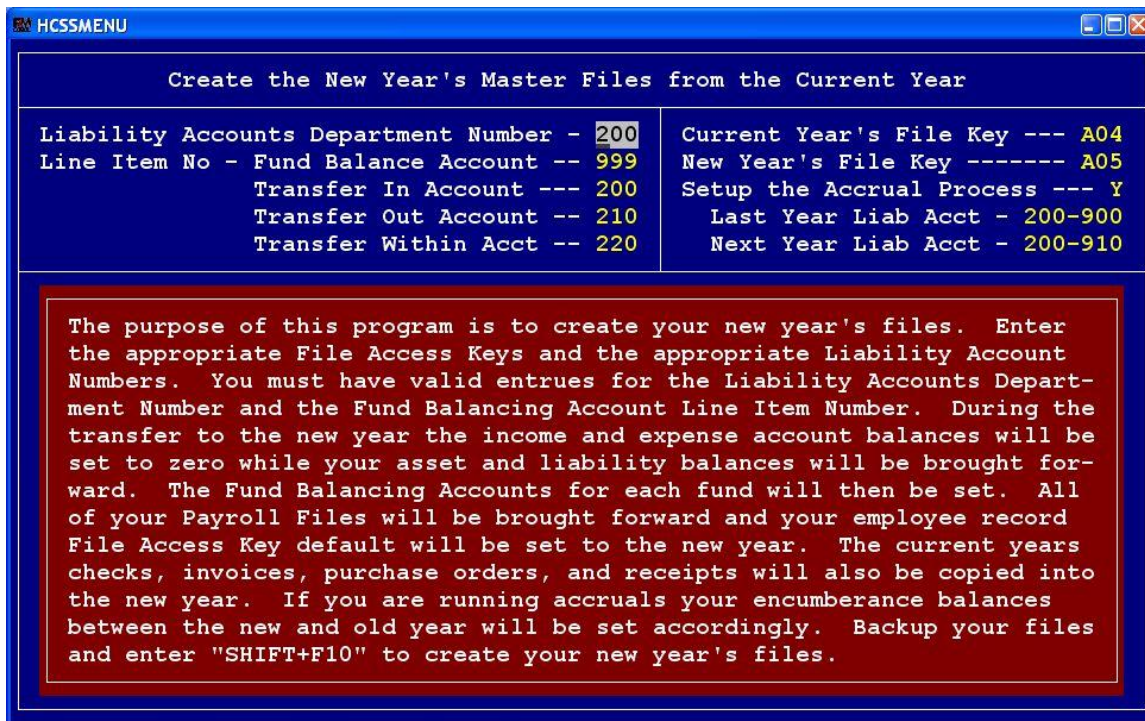 HCSSMENU
Create the New Year's Master Files from the Current Year
Liability Accounts Department Number - 200
Line Item No - Fund Balance Account -- 999
Transfer In Account --- 200
Transfer Out Account -- 210
Transfer Within Acct -- 220
Current Year's File Key --- A04
New Year's File Key ------- A05
Setup the Accrual Process --- Y
Last Year Liab Acct - 200-900
Next Year Liab Acct - 200-910
The purpose of this program is to create your new year's files.  Enter
the appropriate File Access Keys and the appropriate Liability Account
Numbers.  You must have valid entrues for the Liability Accounts Depart-
ment Number and the Fund Balancing Account Line Item Number.  During the
transfer to the new year the income and expense account balances will be
set to zero while your asset and liability balances will be brought for-
ward.  The Fund Balancing Accounts for each fund will then be set.  All
of your Payroll Files will be brought forward and your employee record
File Access Key default will be set to the new year.  The current years
checks, invoices, purchase orders, and receipts will also be copied into
the new year.  If you are running accruals your encumberance balances
between the new and old year will be set accordingly.  Backup your files
and enter "SHIFT+F10" to create your new year's files.